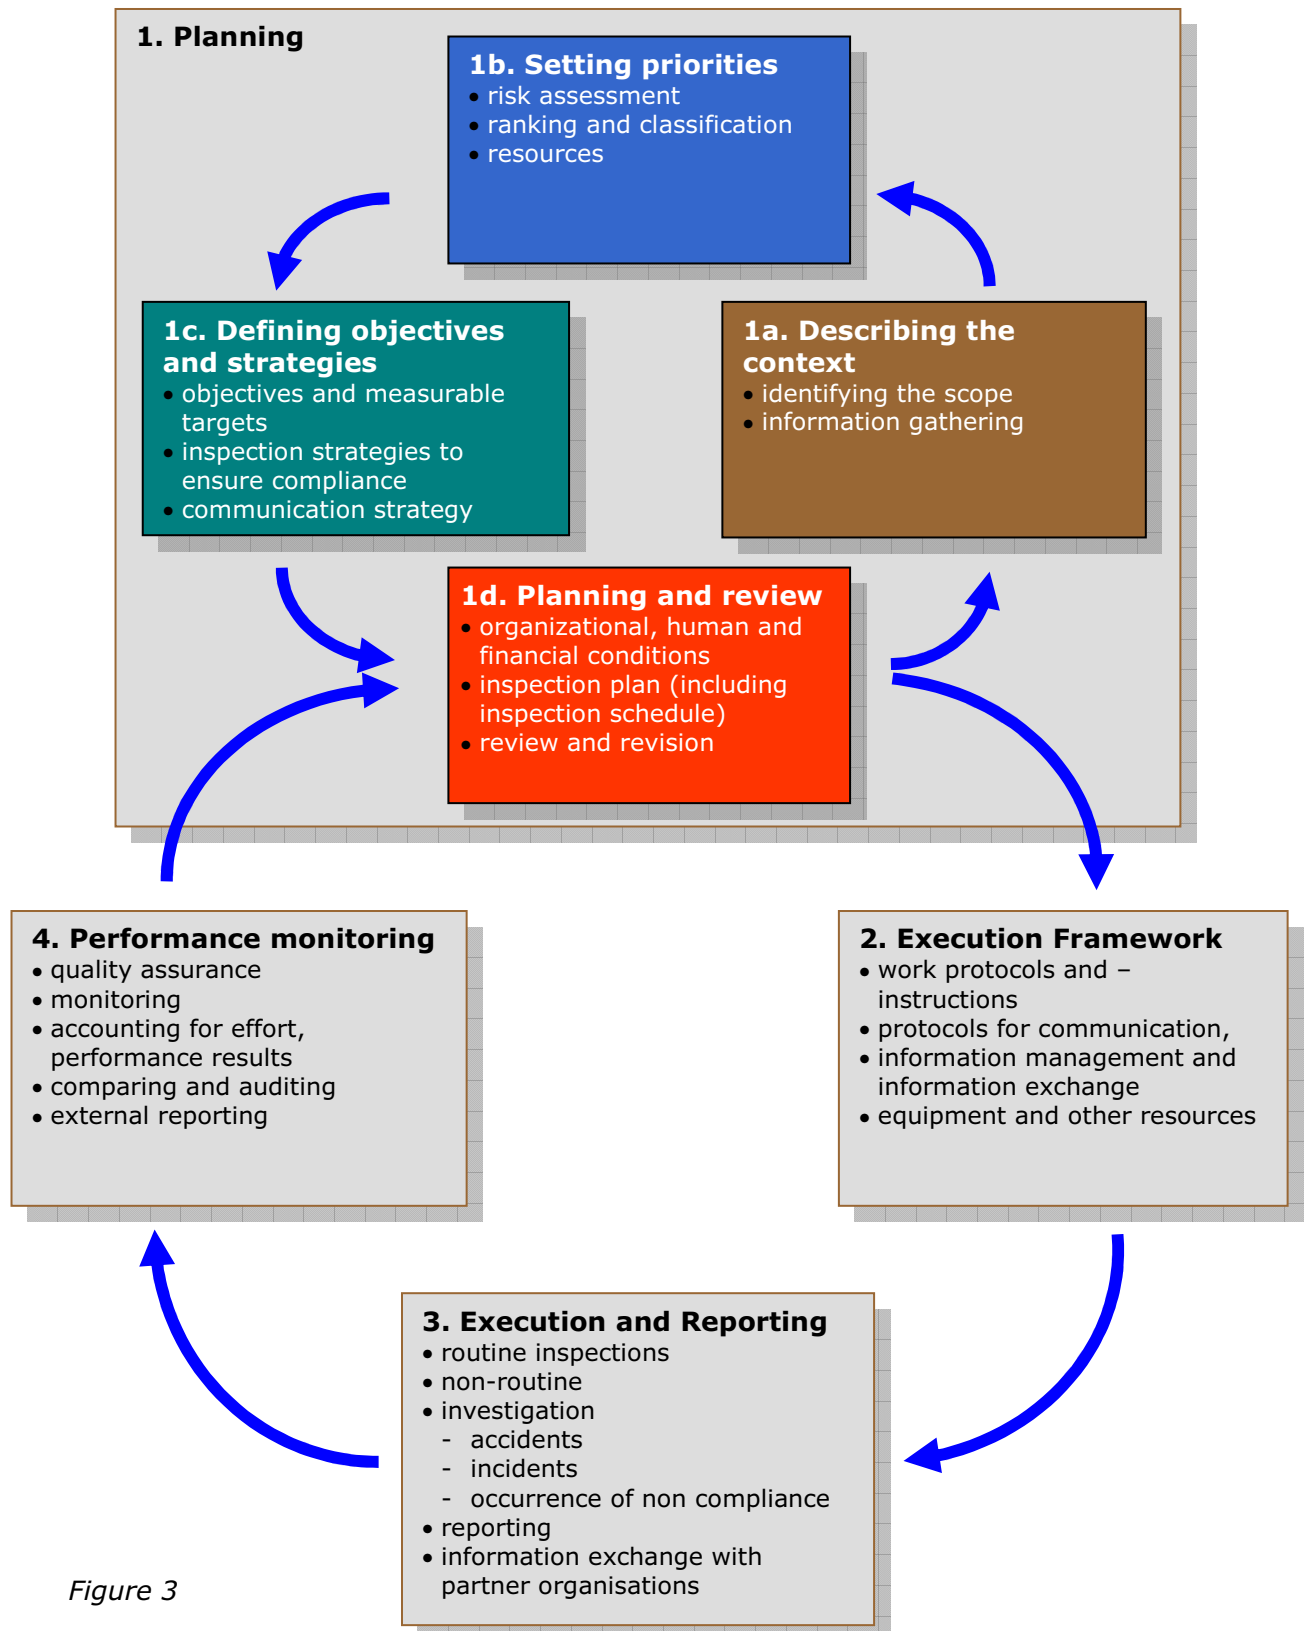 1. Planning
1b. Setting priorities
• risk assessment
• ranking and classification
• resources
1c. Defining objectives
and strategies
• objectives and measurable
targets
• inspection strategies to
ensure compliance
• communication strategy
1a. Describing the
context
• identifying the scope
• information gathering
1d. Planning and review
• organizational, human and
financial conditions
• inspection plan (including
inspection schedule)
• review and revision
4. Performance monitoring
• quality assurance
• monitoring
• accounting for effort,
performance results
• comparing and auditing
• external reporting
2. Execution Framework
• work protocols and –
instructions
• protocols for communication,
• information management and
information exchange
• equipment and other resources
3. Execution and Reporting
• routine inspections
• non-routine
• investigation
- accidents
- incidents
- occurrence of non compliance
• reporting
• information exchange with
partner organisations
Figure 3